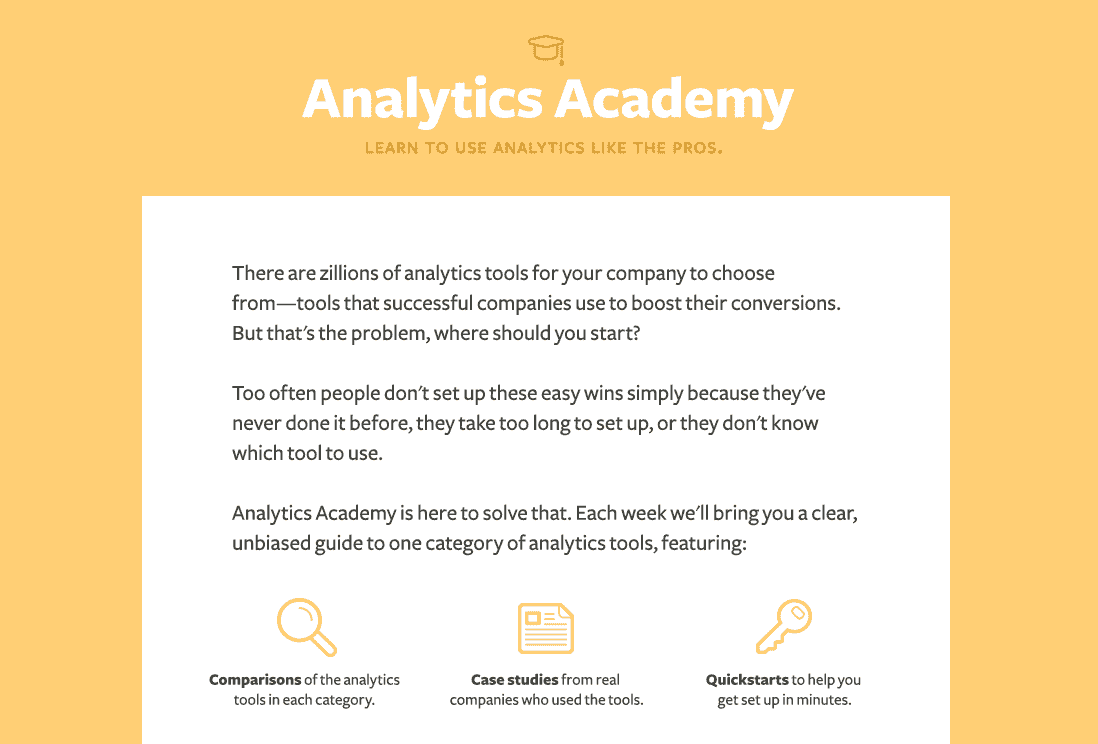 Analytics Academy
LEARN TO USE ANALYTICS LIKE THE PROS.
There are zillions of analytics tools for your company to choose
from—tools that successful companies use to boost their conversions.
But that's the problem, where should you start?
Too often people don't set up these easy wins simply because they've
never done it before, they take too long to set up, or they don't know
which tool to use.
Analytics Academy is here to solve that. Each week we'll bring you a clear,
unbiased guide to one category of analytics tools, featuring:
Comparisons of the analytics
tools in each category.
Case studies from real
companies who used the tools.
Quickstarts to help you
get set up in minutes.